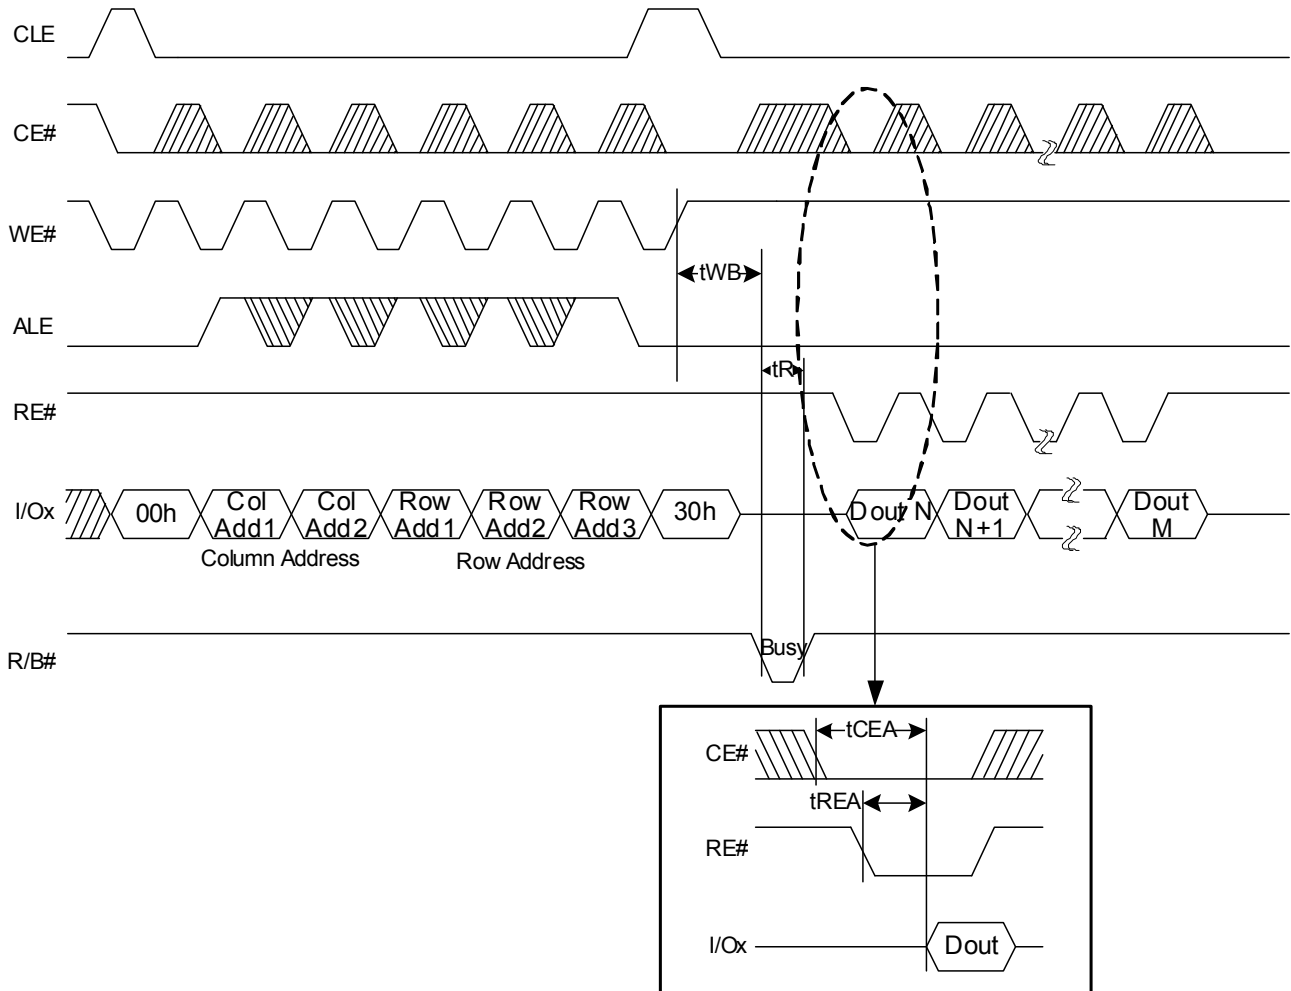 CLE
CE#
WE#
tWB
ALE
tR
RE#
I/Ox
00h
Col
Add1
Col
Add2
Row
Add1
Row
Add2
Row
Add3
30h
Dout N
Dout
N+1
Dout
M
Column Address
Row Address
R/B#
Busy
tCEA
CE#
tREA
RE#
I/Ox
Dout